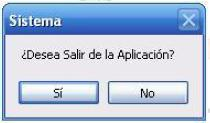 Sistema
¿Desea Salir de la Aplicación?
Sí
No